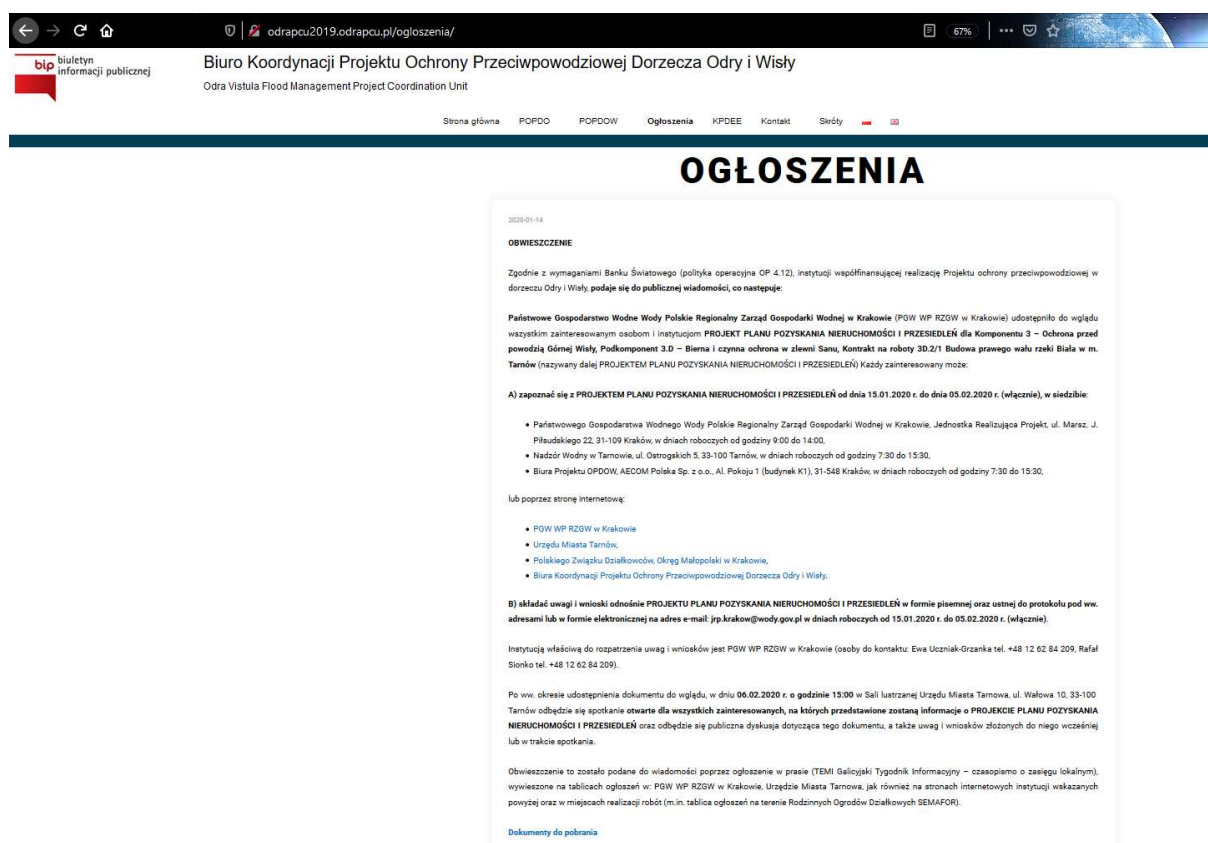 odrapcu2019.odrapcu.pl/ogloszenia/
67%
bip biuletyn
informacji publicznej
Biuro Koordynacji Projektu Ochrony Przeciwpowodziowej Dorzecza Odry i Wisły
Odra Vistula Flood Management Project Coordination Unit
Strona główna POPDO POPDOW Ogłoszenia KPDEE Kontakt Skróty
OGŁOSZENIA
2020-01-14
OBWIESZCZENIE
Zgodnie z wymaganiami Banku Światowego (polityka operacyjna OP 4.12), instytucji współfinansującej realizację Projektu ochrony przeciwpowodziowej w
dorzeczu Odry i Wisły, podaje się do publicznej wiadomości, co następuje:
Państwowe Gospodarstwo Wodne Wody Polskie Regionalny Zarząd Gospodarki Wodnej w Krakowie (PGW WP RZGW w Krakowie) udostępniło do wglądu
wszystkim zainteresowanym osobom i instytucjom PROJEKT PLANU POZYSKANIA NIERUCHOMOŚCI I PRZESIEDLEŃ dla Komponentu 3 – Ochrona przed
powodzią Górnej Wisły, Podkomponent 3.D – Bierna i czynna ochrona w zlewni Sanu, Kontrakt na roboty 3D.2/1 Budowa prawego wału rzeki Biała w m.
Tarnów (nazywany dalej PROJEKTEM PLANU POZYSKANIA NIERUCHOMOŚCI I PRZESIEDLEŃ) Każdy zainteresowany może:
A) zapoznać się z PROJEKTEM PLANU POZYSKANIA NIERUCHOMOŚCI I PRZESIEDLEŃ od dnia 15.01.2020 r. do dnia 05.02.2020 r. (włącznie), w siedzibie:
• Państwowego Gospodarstwa Wodnego Wody Polskie Regionalny Zarząd Gospodarki Wodnej w Krakowie, Jednostka Realizująca Projekt, ul. Marsz. J.
Piłsudskiego 22, 31-109 Kraków, w dniach roboczych od godziny 9:00 do 14:00,
• Nadzór Wodny w Tarnowie, ul. Ostrogskich 5, 33-100 Tarnów, w dniach roboczych od godziny 7:30 do 15:30,
• Biura Projektu OPDOW, AECOM Polska Sp. z o.o., Al. Pokoju 1 (budynek K1), 31-548 Kraków, w dniach roboczych od godziny 7:30 do 15:30,
lub poprzez stronę internetową:
• PGW WP RZGW w Krakowie
• Urzędu Miasta Tarnów,
• Polskiego Związku Działkowców, Okręg Małopolski w Krakowie,
• Biura Koordynacji Projektu Ochrony Przeciwpowodziowej Dorzecza Odry i Wisły.
B) składać uwagi i wnioski odnośnie PROJEKTU PLANU POZYSKANIA NIERUCHOMOŚCI I PRZESIEDLEŃ w formie pisemnej oraz ustnej do protokołu pod ww.
adresami lub w formie elektronicznej na adres e-mail: jrp.krakow@wody.gov.pl w dniach roboczych od 15.01.2020 r. do 05.02.2020 r. (włącznie).
Instytucją właściwą do rozpatrzenia uwag i wniosków jest PGW WP RZGW w Krakowie (osoby do kontaktu: Ewa Uczniak-Grzanka tel. +48 12 62 84 209, Rafał
Sionko tel. +48 12 62 84 209).
Po ww. okresie udostępnienia dokumentu do wglądu, w dniu 06.02.2020 r. o godzinie 15:00 w Sali lustrzanej Urzędu Miasta Tarnowa, ul. Wałowa 10, 33-100
Tarnów odbędzie się spotkanie otwarte dla wszystkich zainteresowanych, na których przedstawione zostaną informacje o PROJEKCIE PLANU POZYSKANIA
NIERUCHOMOŚCI I PRZESIEDLEŃ oraz odbędzie się publiczna dyskusja dotycząca tego dokumentu, a także uwag i wniosków złożonych do niego wcześniej
lub w trakcie spotkania.
Obwieszczenie to zostało podane do wiadomości poprzez ogłoszenie w prasie (TEMI Galicyjski Tygodnik Informacyjny – czasopismo o zasięgu lokalnym),
wywieszone na tablicach ogłoszeń w: PGW WP RZGW w Krakowie, Urzędzie Miasta Tarnowa, jak również na stronach internetowych instytucji wskazanych
powyżej oraz w miejscach realizacji robót (m.in. tablica ogłoszeń na terenie Rodzinnych Ogrodów Działkowych SEMAFOR).
Dokumenty do pobrania